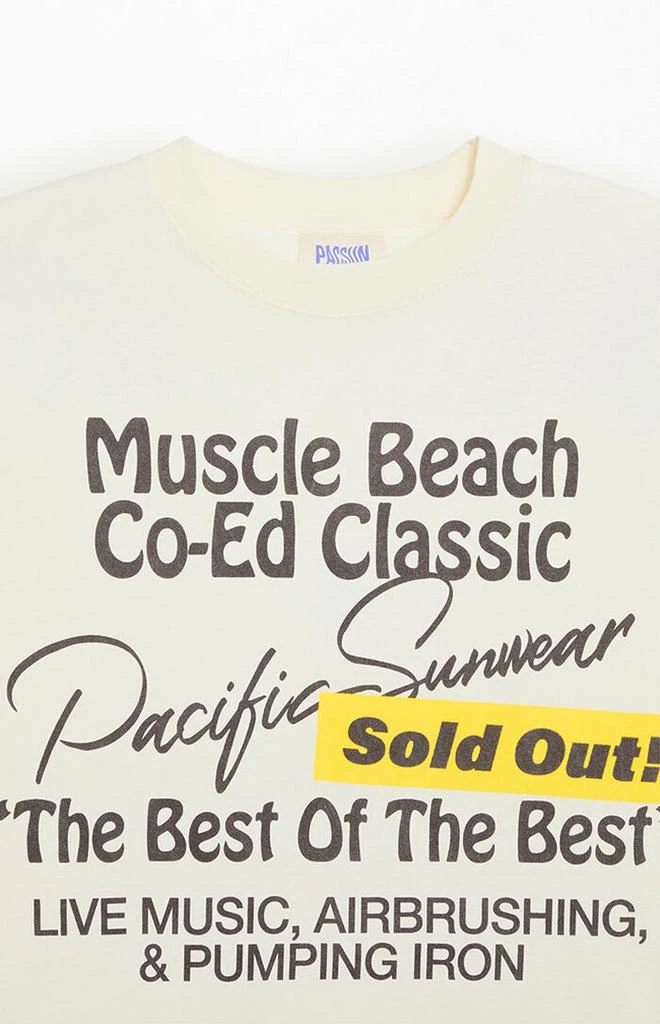 PACSUN
Muscle Beach
Co-Ed Classic
Pacific Sunwear
Sold Out!
“The Best Of The Best”
LIVE MUSIC, AIRBRUSHING,
& PUMPING IRON